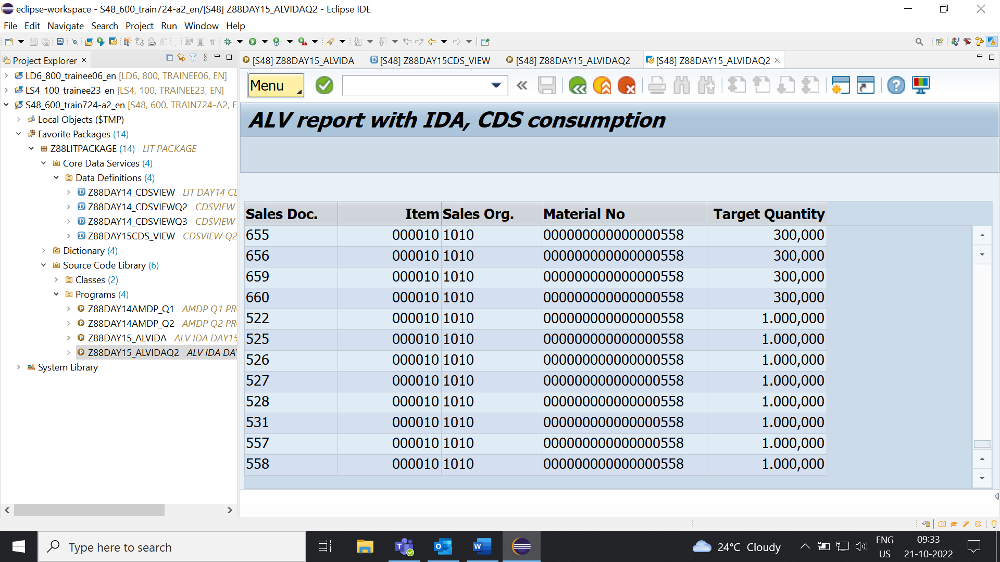 eclipse-workspace - S48_600_train724-a2_en/[S48] Z88DAY15_ALVIDAQ2 - Eclipse IDE
File Edit Navigate Search Project Run Window Help
Project Explorer
LD6_800_trainee06_en [LD6, 800, TRAINEE06, EN]
LS4_100_trainee23_en [LS4, 100, TRAINEE23, EN]
S48_600_train724-a2_en [S48, 600, TRAIN724-A2, E
Local Objects ($TMP)
Favorite Packages (14)
Z88LITPACKAGE (14) LIT PACKAGE
Core Data Services (4)
Data Definitions (4)
Z88DAY14_CDSVIEW LIT DAY14 CD
Z88DAY14_CDSVIEWQ2 CDSVIEW
Z88DAY14_CDSVIEWQ3 CDSVIEW
Z88DAY15CDS_VIEW CDSVIEW Q2
Dictionary (4)
Source Code Library (6)
Classes (2)
Programs (4)
Z88DAY14AMDP_Q1 AMDP Q1 PR
Z88DAY14AMDP_Q2 AMDP Q2 PR
Z88DAY15_ALVIDA ALV IDA DAY15
Z88DAY15_ALVIDAQ2 ALV IDA DA
System Library
[S48] Z88DAY15_ALVIDA [S48] Z88DAY15CDS_VIEW [S48] Z88DAY15_ALVIDAQ2 [S48] Z88DAY15_ALVIDAQ2
Menu
ALV report with IDA, CDS consumption
Sales Doc. Item Sales Org. Material No Target Quantity
655 000010 1010 000000000000000558 300,000
656 000010 1010 000000000000000558 300,000
659 000010 1010 000000000000000558 300,000
660 000010 1010 000000000000000558 300,000
522 000010 1010 000000000000000558 1.000,000
525 000010 1010 000000000000000558 1.000,000
526 000010 1010 000000000000000558 1.000,000
527 000010 1010 000000000000000558 1.000,000
528 000010 1010 000000000000000558 1.000,000
531 000010 1010 000000000000000558 1.000,000
557 000010 1010 000000000000000558 1.000,000
558 000010 1010 000000000000000558 1.000,000
Type here to search
24°C Cloudy
ENG
US
09:33
21-10-2022